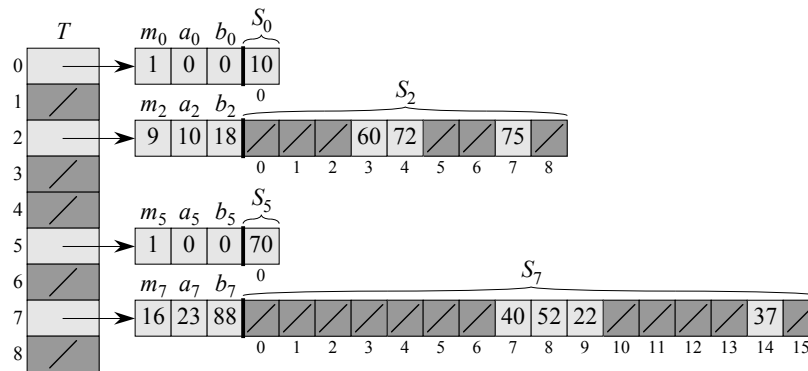 T
m₀ a₀ b₀ S₀
0 1 0 0 10
0
1
m₂ a₂ b₂ S₂
2 9 10 18 60 72 75
0 1 2 3 4 5 6 7 8
3
4
m₅ a₅ b₅ S₅
5 1 0 0 70
0
6
m₇ a₇ b₇ S₇
7 16 23 88 40 52 22 37
0 1 2 3 4 5 6 7 8 9 10 11 12 13 14 15
8